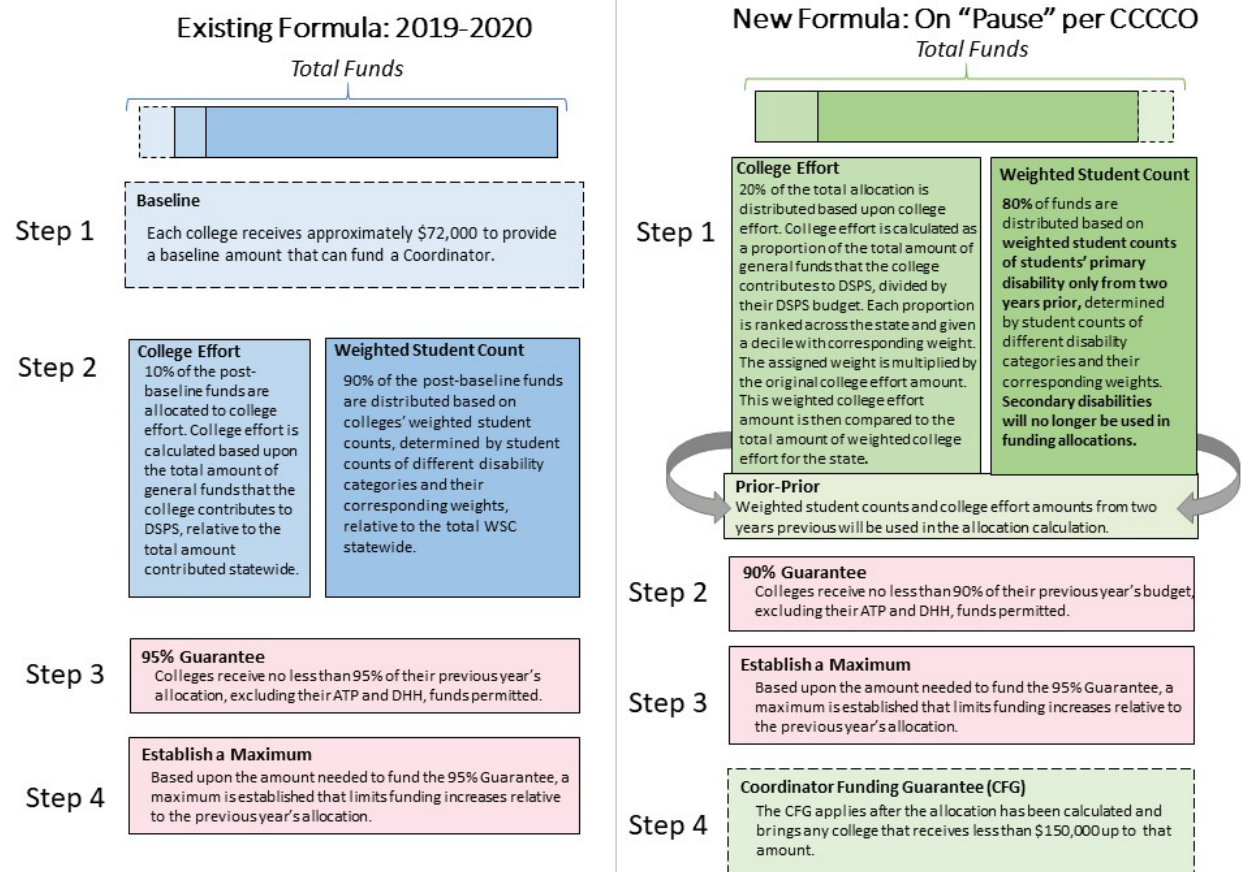 Existing Formula: 2019-2020
Total Funds
Step 1
Baseline
Each college receives approximately $72,000 to provide
a baseline amount that can fund a Coordinator.
Step 2
College Effort
10% of the post-
baseline funds are
allocated to college
effort. College effort is
calculated based upon
the total amount of
general funds that the
college contributes to
DSPS, relative to the
total amount
contributed statewide.
Weighted Student Count
90% of the post-baseline funds
are distributed based on
colleges' weighted student
counts, determined by student
counts of different disability
categories and their
corresponding weights,
relative to the total WSC
statewide.
Step 3
95% Guarantee
Colleges receive no less than 95% of their previous year's
allocation, excluding their ATP and DHH, funds permitted.
Step 4
Establish a Maximum
Based upon the amount needed to fund the 95% Guarantee, a
maximum is established that limits funding increases relative
to the previous year's allocation.
New Formula: On "Pause" per CCCCO
Total Funds
Step 1
College Effort
20% of the total allocation is
distributed based upon college
effort. College effort is calculated as
a proportion of the total amount of
general funds that the college
contributes to DSPS, divided by
their DSPS budget. Each proportion
is ranked across the state and given
a decile with corresponding weight.
The assigned weight is multiplied by
the original college effort amount.
This weighted college effort
amount is then compared to the
total amount of weighted college
effort for the state.
Weighted Student Count
80% of funds are
distributed based on
weighted student counts
of students' primary
disability only from two
years prior, determined
by student counts of
different disability
categories and their
corresponding weights.
Secondary disabilities
will no longer be used in
funding allocations.
Prior-Prior
Weighted student counts and college effort amounts from two
years previous will be used in the allocation calculation.
Step 2
90% Guarantee
Colleges receive no less than 90% of their previous year's budget,
excluding their ATP and DHH, funds permitted.
Step 3
Establish a Maximum
Based upon the amount needed to fund the 95% Guarantee, a
maximum is established that limits funding increases relative to
the previous year's allocation.
Step 4
Coordinator Funding Guarantee (CFG)
The CFG applies after the allocation has been calculated and
brings any college that receives less than $150,000 up to that
amount.